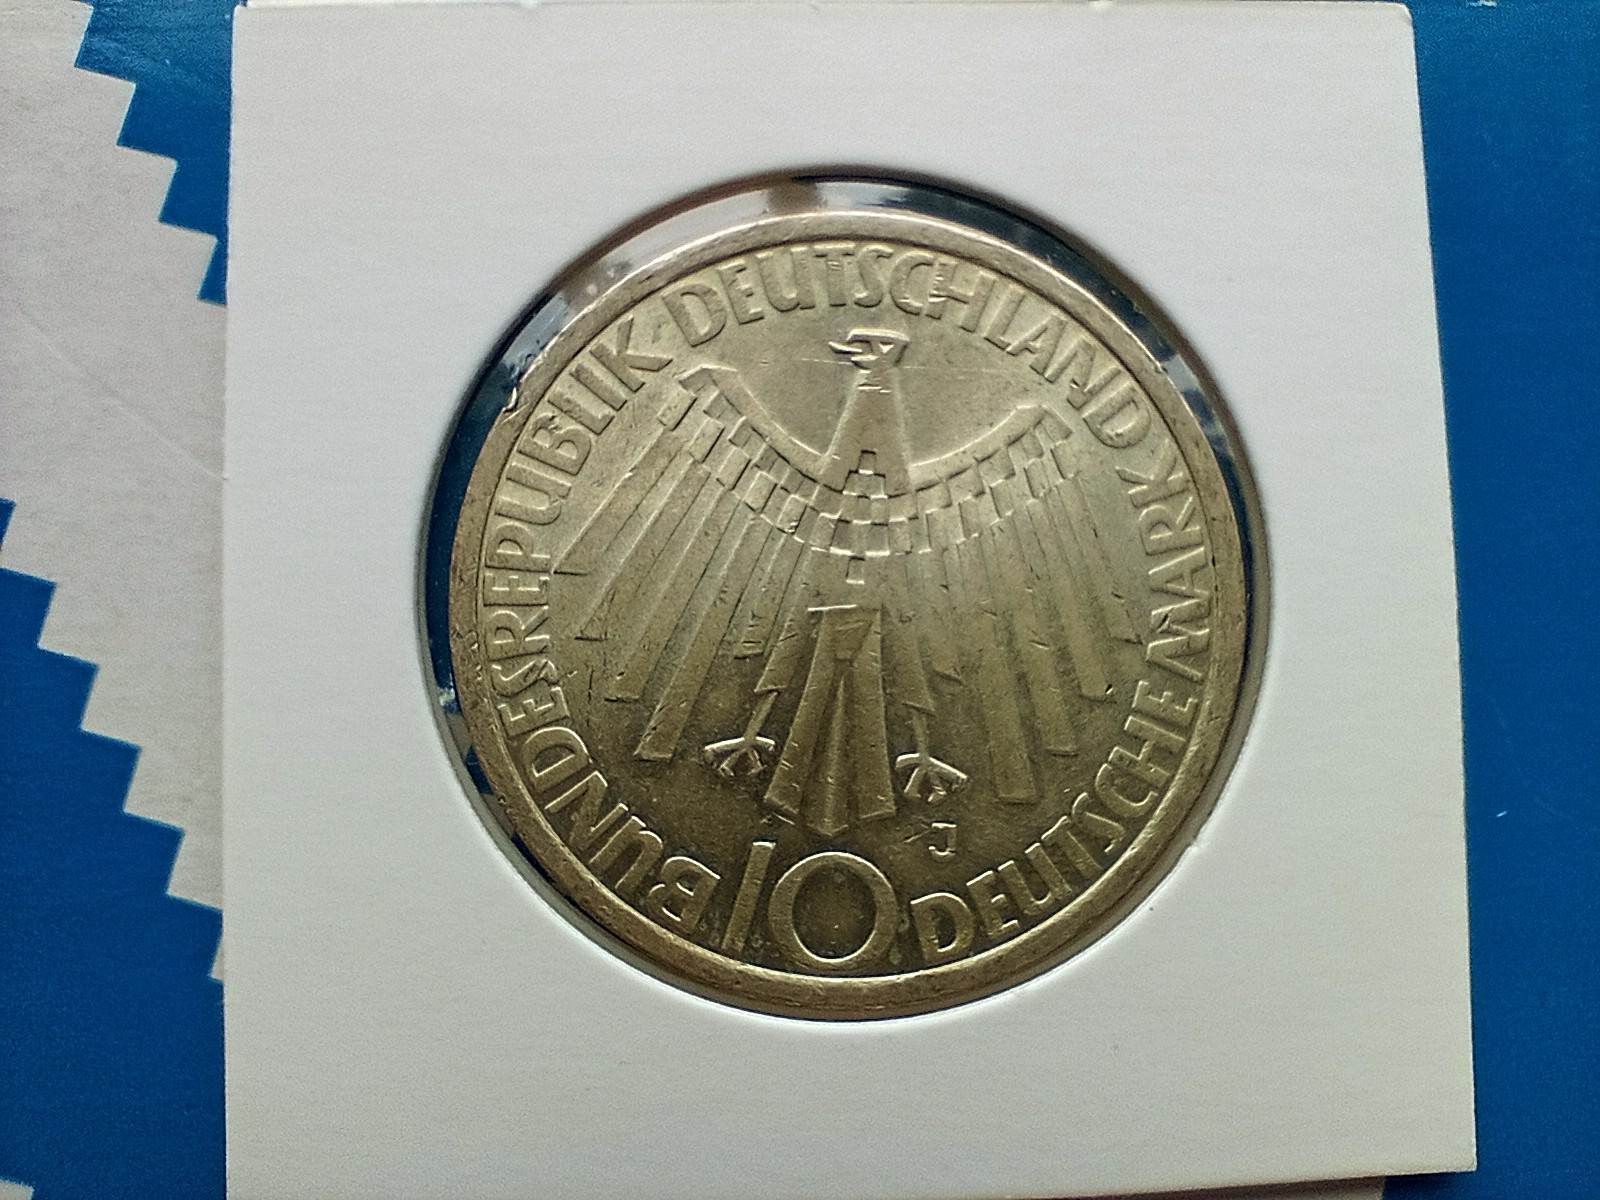 BUNDESREPUBLIK DEUTSCHLAND
10 DEUTSCHE MARK
J